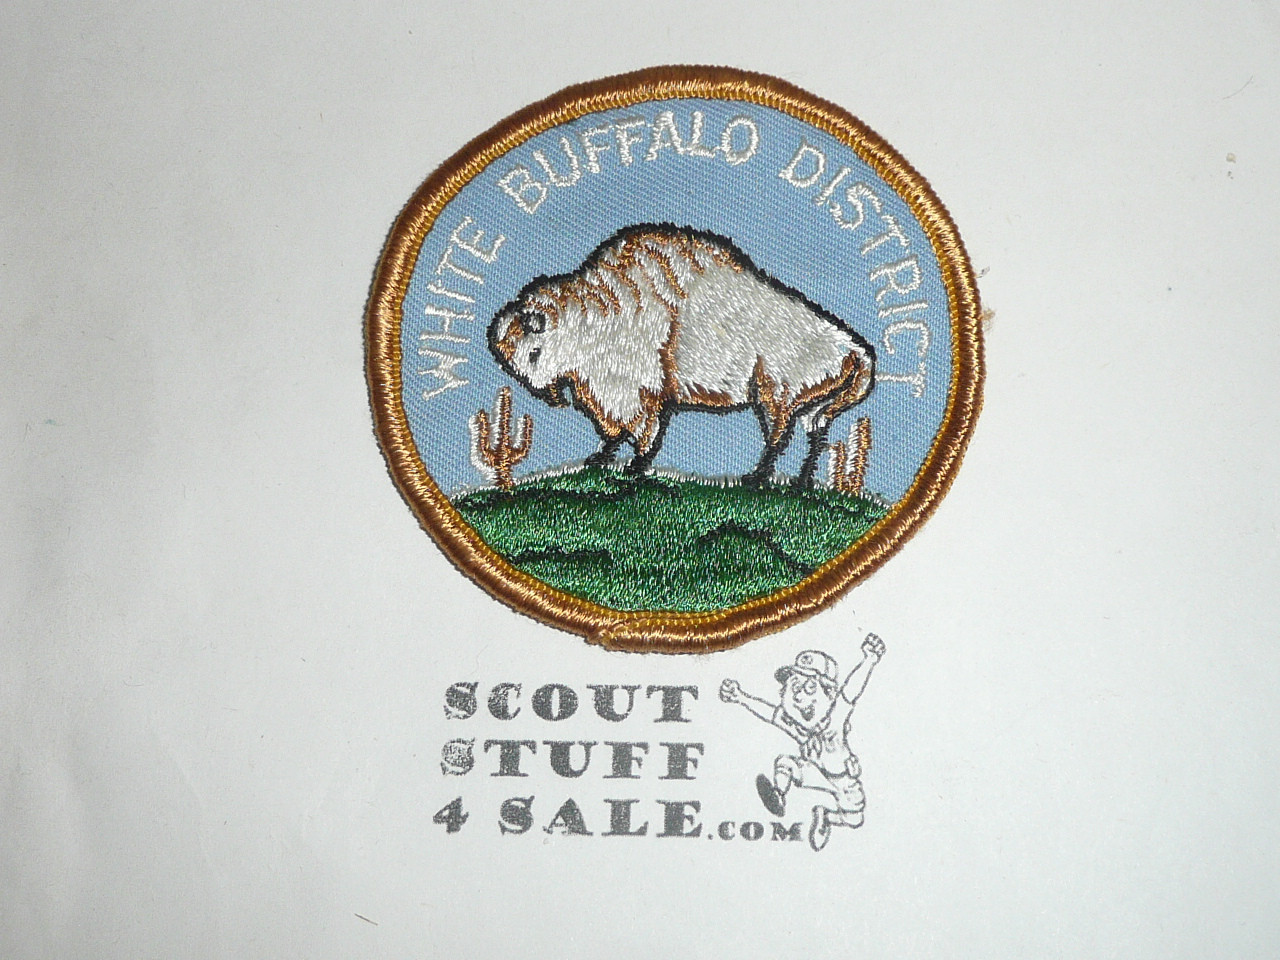 WHITE BUFFALO DISTRICT
SCOUT
STUFF
4 SALE.COM